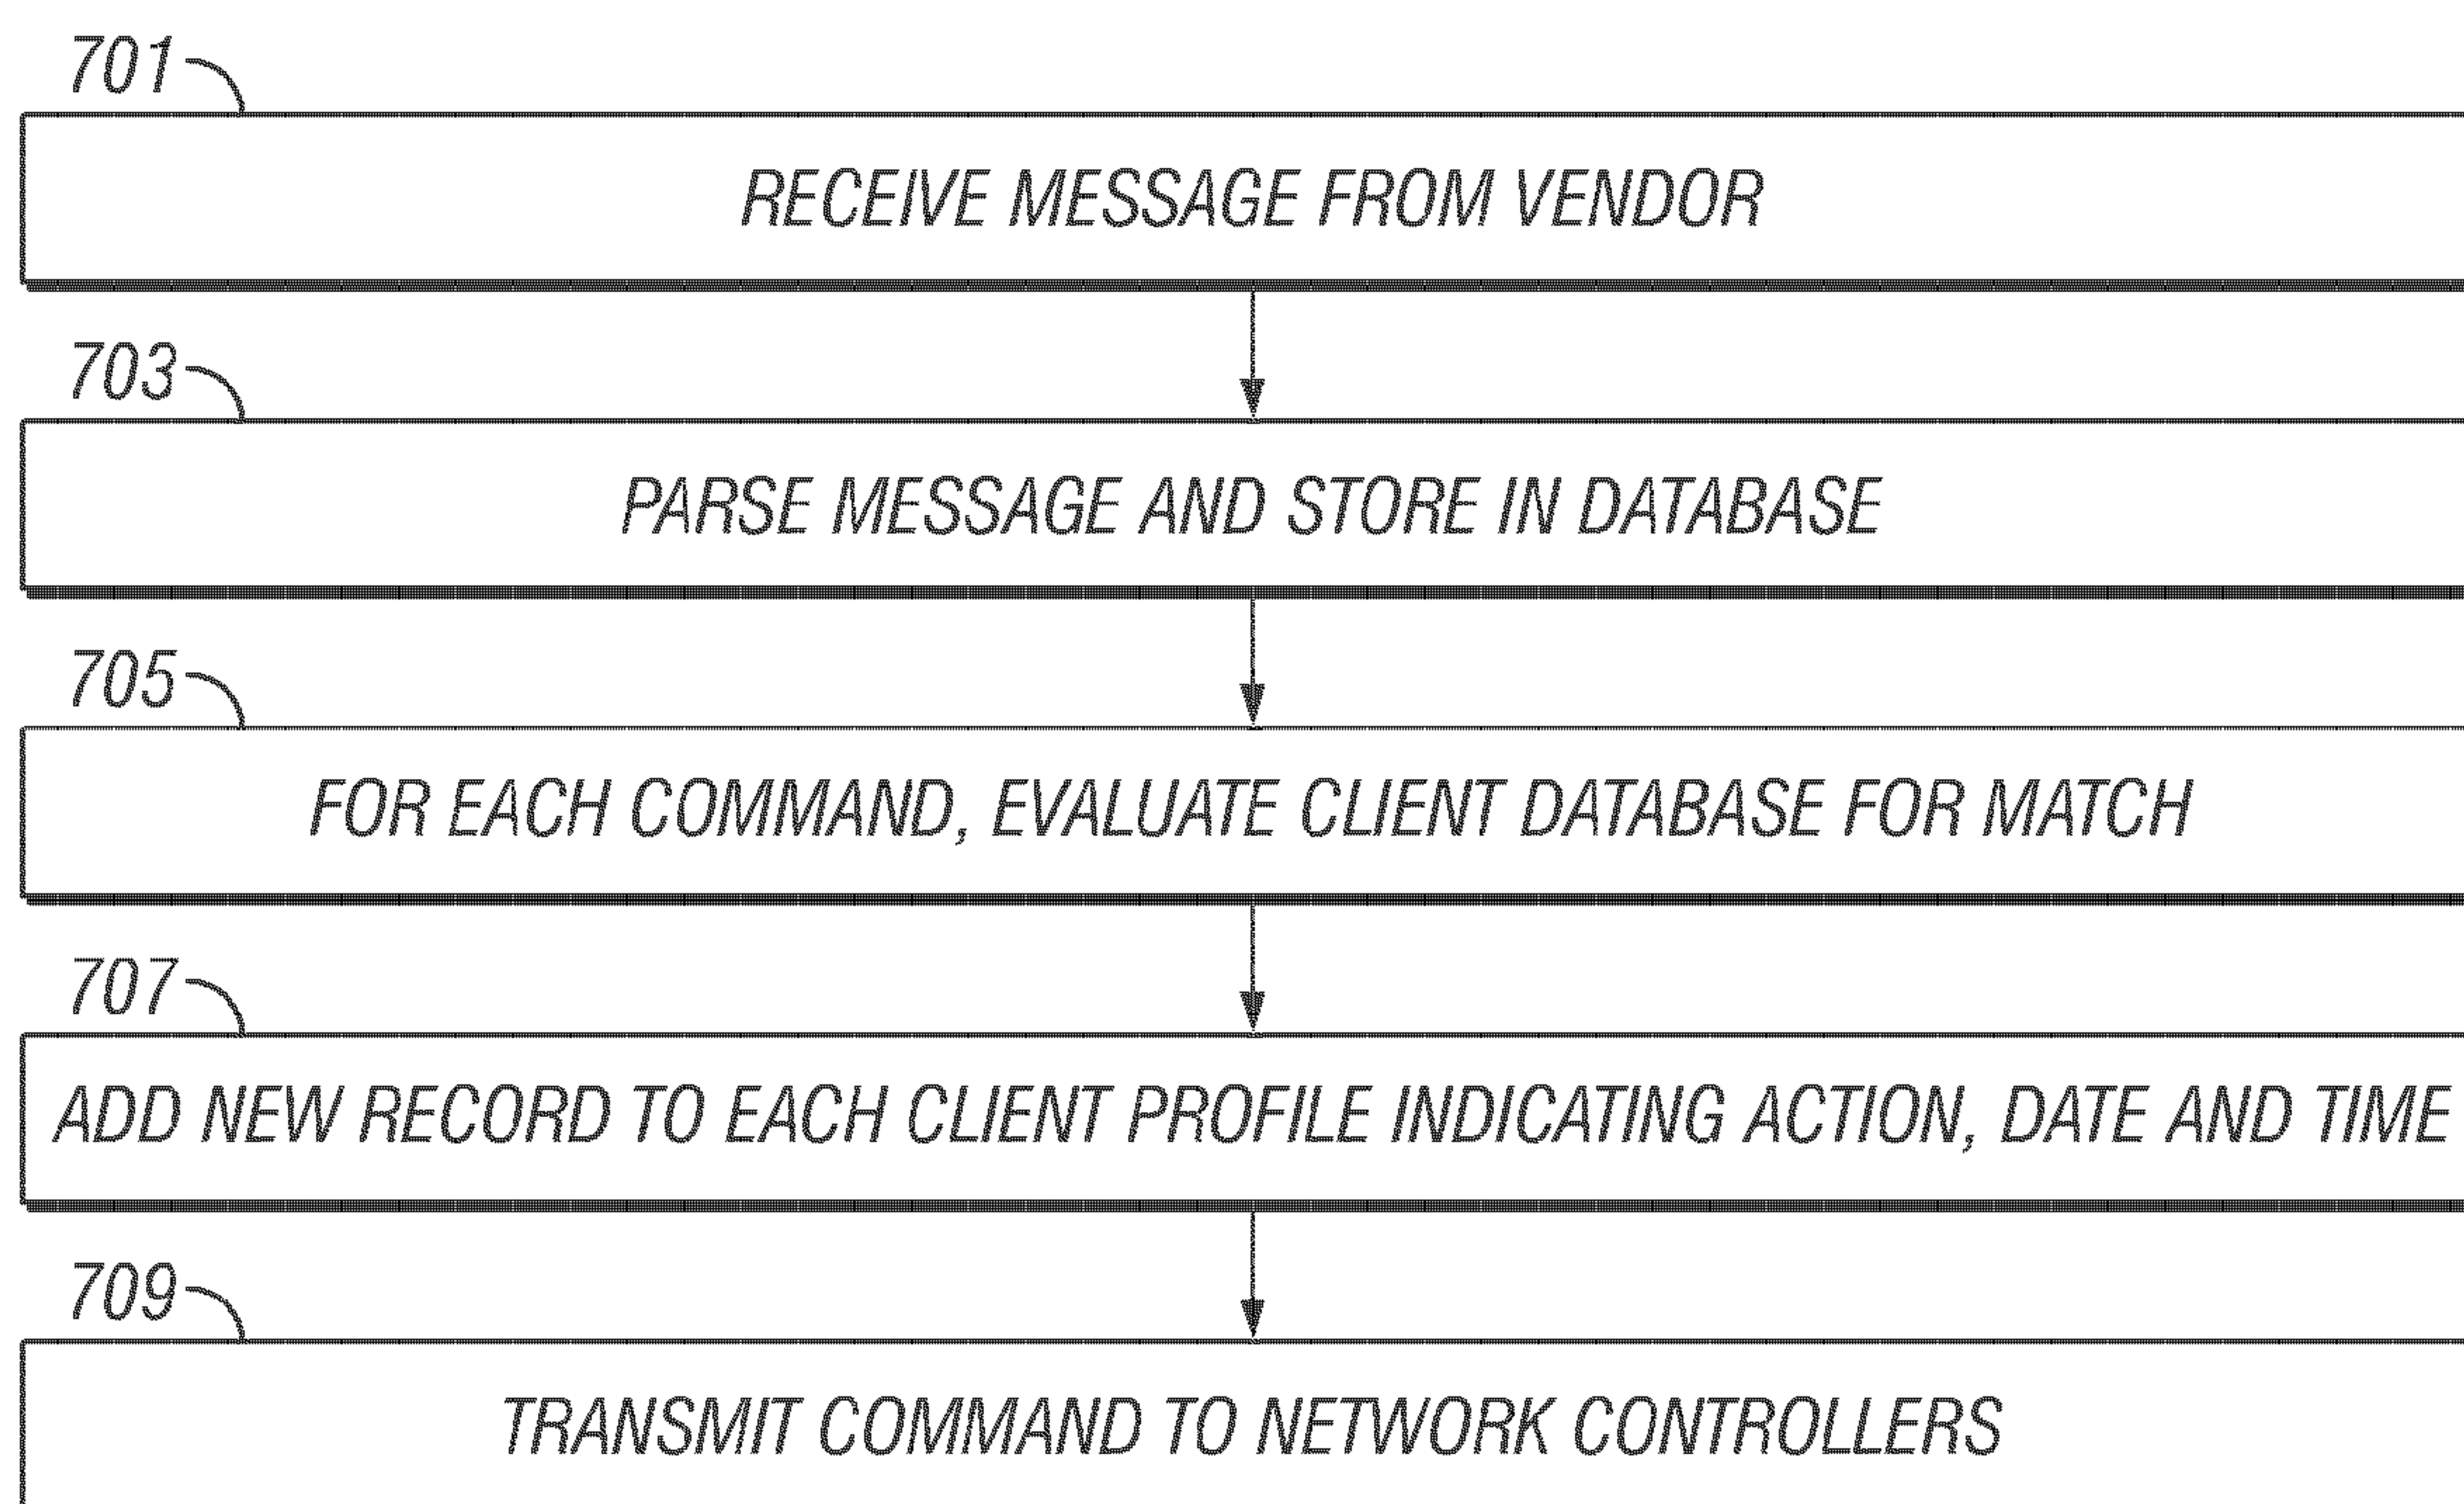 701
RECEIVE MESSAGE FROM VENDOR
703
PARSE MESSAGE AND STORE IN DATABASE
705
FOR EACH COMMAND, EVALUATE CLIENT DATABASE FOR MATCH
707
ADD NEW RECORD TO EACH CLIENT PROFILE INDICATING ACTION, DATE AND TIME
709
TRANSMIT COMMAND TO NETWORK CONTROLLERS